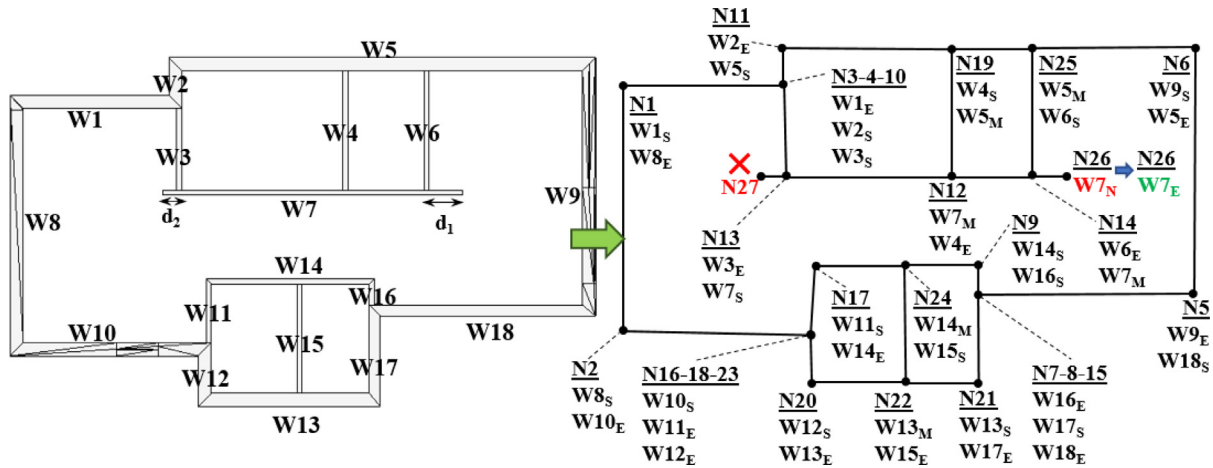 W5
W2
W1
W3
W4
W6
W7
W8
W9
d₂
d₁
W14
W16
W18
W10
W11
W15
W12
W17
W13
N11
W2E
W5S
N1
W1S
W8E
N3-4-10
W1E
W2S
W3S
N19
W4S
W5M
N25
W5M
W6S
N6
W9S
W5E
N27
N26
W7N
N26
W7E
N13
W3E
W7S
N12
W7M
W4E
N9
W14S
W16S
N14
W6E
W7M
N17
W11S
W14E
N24
W14M
W15S
N5
W9E
W18S
N2
W8S
W10E
N16-18-23
W10S
W11E
W12E
N20
W12S
W13E
N22
W13M
W15E
N21
W13S
W17E
N7-8-15
W16E
W17S
W18E